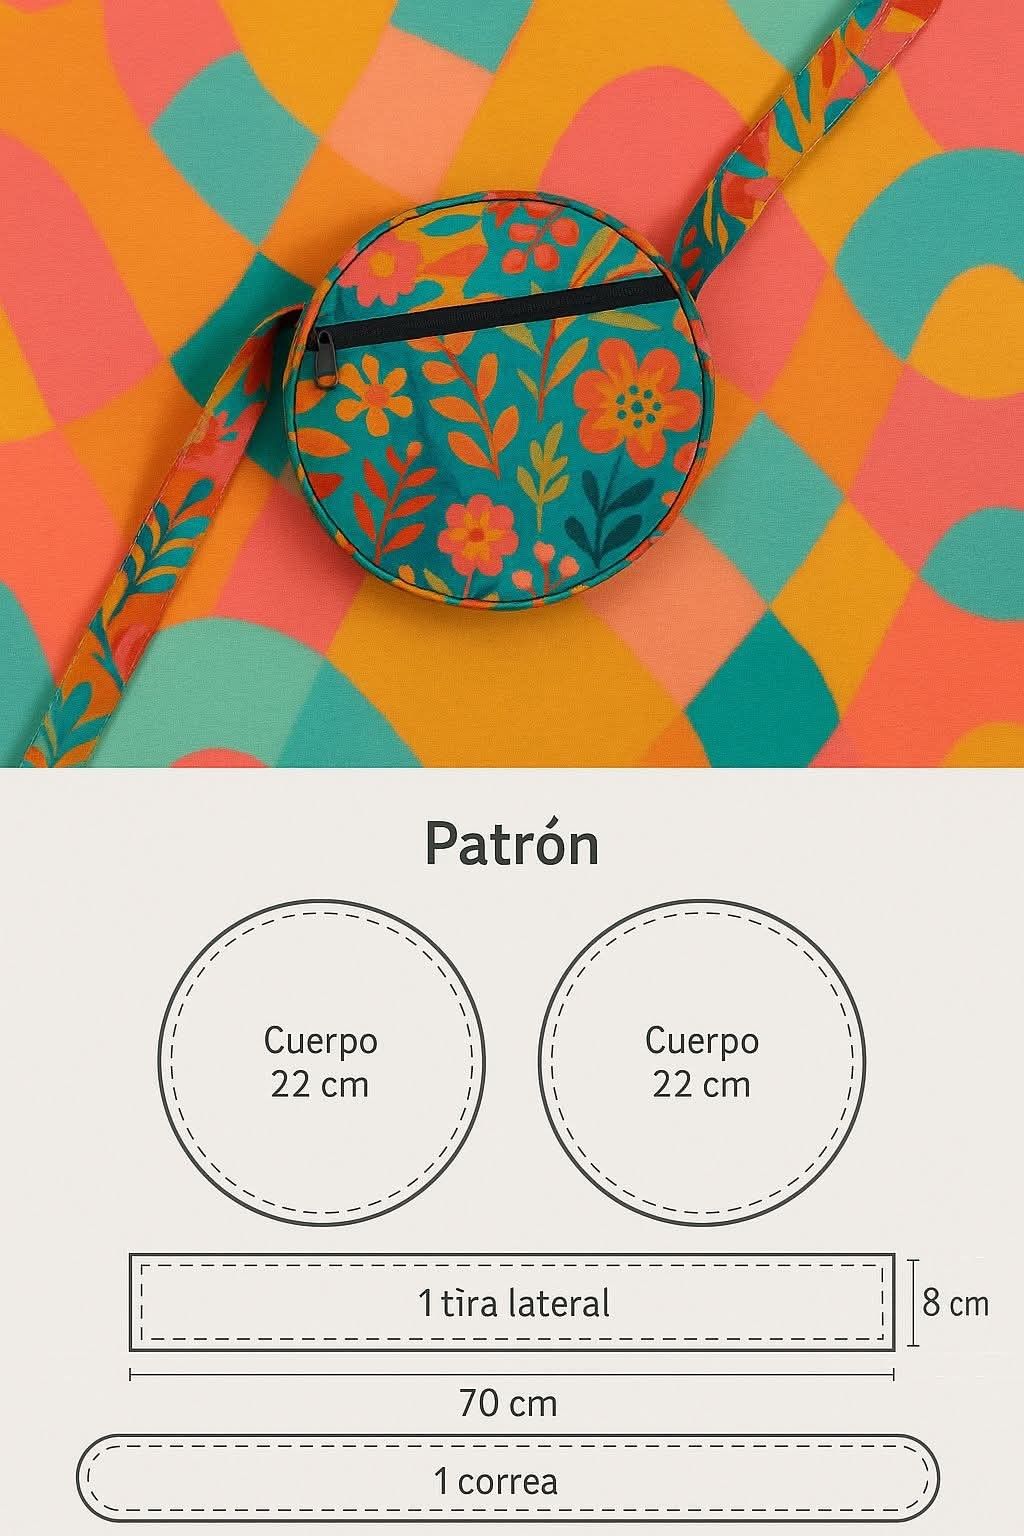 Patrón
Cuerpo
22 cm
Cuerpo
22 cm
1 tira lateral
8 cm
70 cm
1 correa